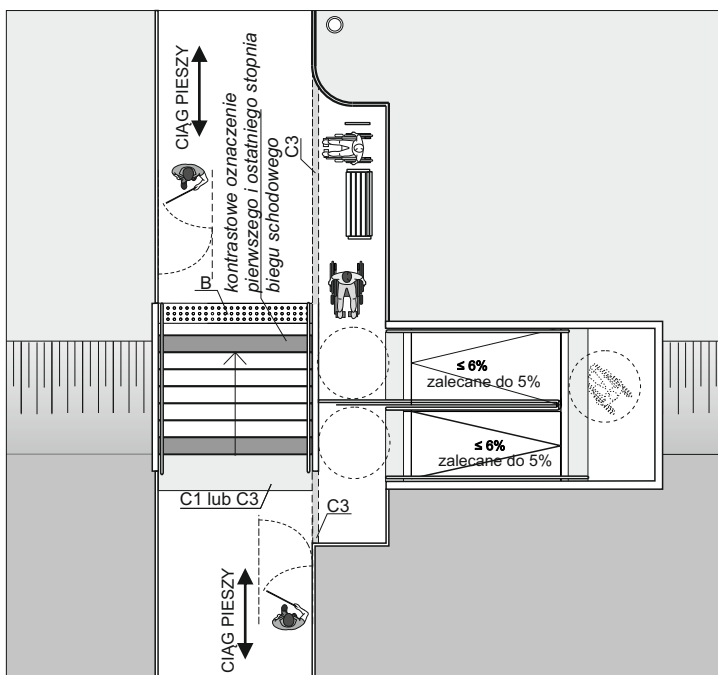 CIĄG PIESZY
kontrastowe oznaczenie
pierwszego i ostatniego stopnia
biegu schodowego
C3
B
≤ 6%
zalecane do 5%
≤ 6%
zalecane do 5%
C1 lub C3
C3
CIĄG PIESZY